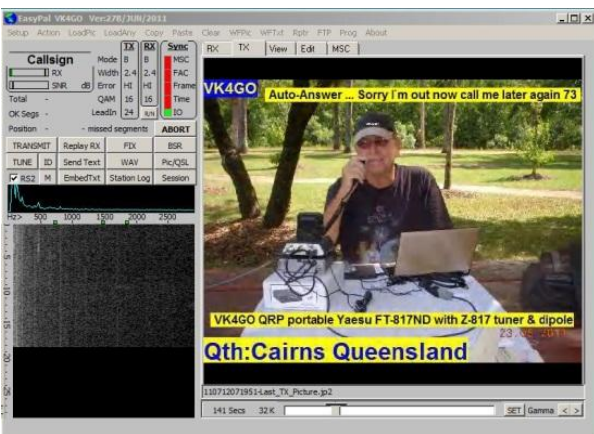 EasyPal VK4GO Ver:278/JUN/2011
Setup Action LoadPic LoadAny Copy Paste Clear WFPic WFTxt Rptr FTP Prog About
Callsign
RX
SNR dB
TX RX Sync
Mode B B MSC
Width 2.4 2.4 FAC
Error HI HI Frame
Total - QAM 16 16 Time
OK Segs - LeadIn 24 RUN IO
Position - - missed segments ABORT
TRANSMIT Replay RX FIX BSR
TUNE ID Send Text WAV Pic/QSL
RS2 M EmbedTxt Station Log Session
Hz> 500 1000 1500 2000 2500
RX TX View Edit MSC
VK4GO
Auto-Answer ... Sorry I´m out now call me later again 73
VK4GO QRP portable Yaesu FT-817ND with Z-817 tuner & dipole
Qth:Cairns Queensland
110712071951-Last_TX_Picture.jp2
141 Secs 32K SET Gamma < >